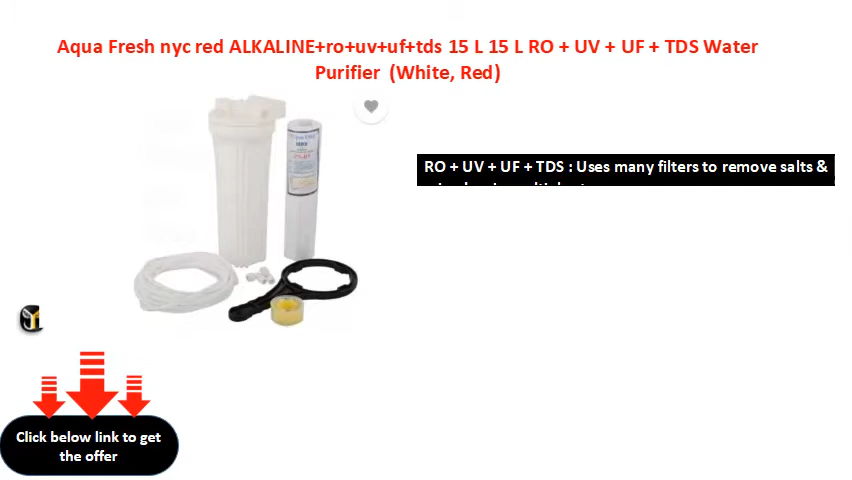 Aqua Fresh nyc red ALKALINE+ro+uv+uf+tds 15 L 15 L RO + UV + UF + TDS Water
Purifier (White, Red)
RO + UV + UF + TDS : Uses many filters to remove salts &
Click below link to get
the offer